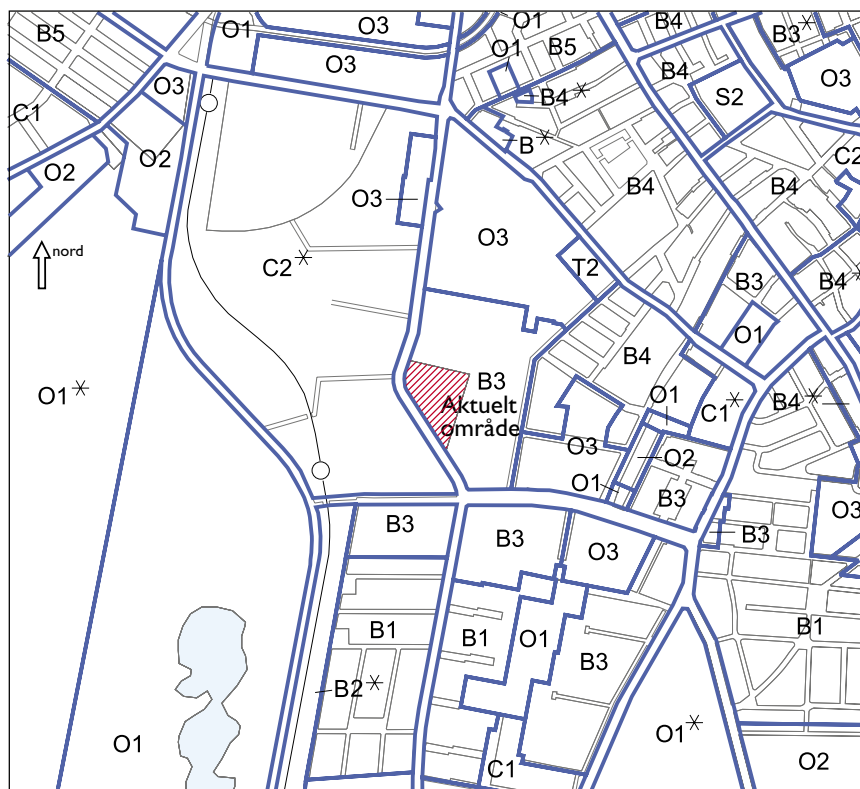 O1
O3
O1
B4
B3*
B5
O1
B5
O3
O3
B4
O3
C1
B4*
S2
O2
O2
B*
C2
O3
B4
B4
O3
nord
C2*
T2
B3
B4*
O1
B4
O1*
B3
O1
C1*
B4*
Aktuelt
område
O3
O2
O1
B3
O3
B3
B3
O3
B3
B1
B1
O1
B3
B1
B2*
O1*
O1
C1
O2